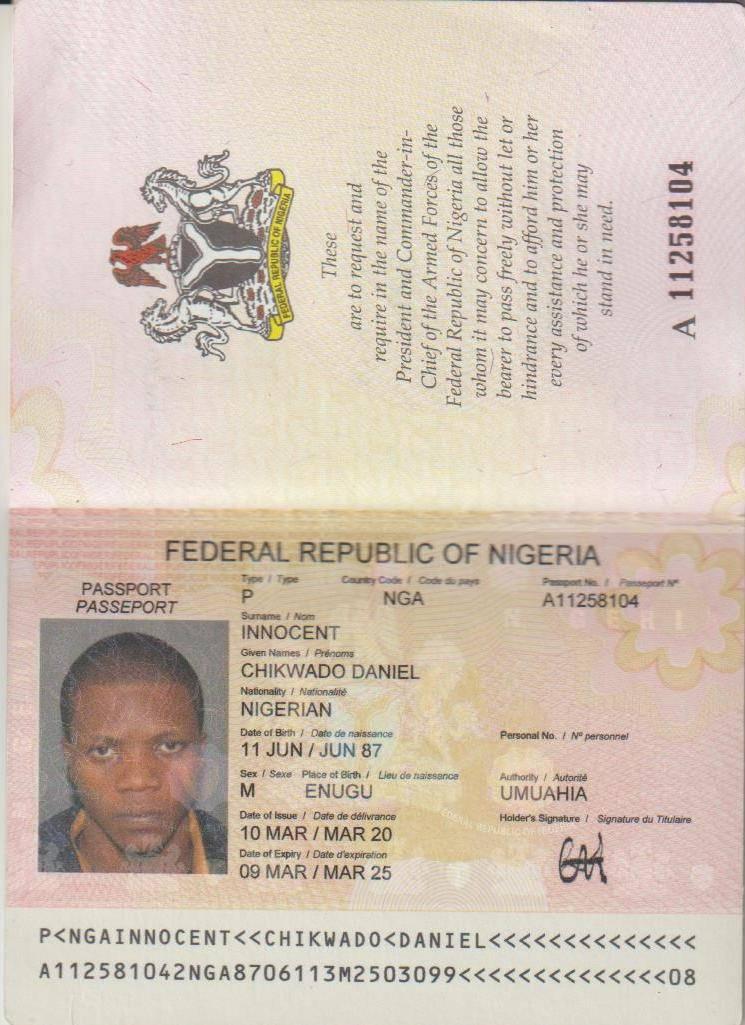 FEDERAL REPUBLIC OF NIGERIA
These
are to request and
require in the name of the
President and Commander-in-
Chief of the Armed Forces of the
Federal Republic of Nigeria all those
whom it may concern to allow the
bearer to pass freely without let or
hindrance and to afford him or her
every assistance and protection
of which he or she may
stand in need.
A 11258104
FEDERAL REPUBLIC OF NIGERIA
PASSPORT
PASSEPORT
Type / Type
Country Code / Code du pays
Passport No. / Passeport Nº
P
NGA
A11258104
Surname / Nom
INNOCENT
Given Names / Prénoms
CHIKWADO DANIEL
Nationality / Nationalité
NIGERIAN
Date of Birth / Date de naissance
Personal No. / Nº personnel
11 JUN / JUN 87
Sex / Sexe
Place of Birth / Lieu de naissance
Authority / Autorité
M
ENUGU
UMUAHIA
Date of Issue / Date de délivrance
Holder's Signature / Signature du Titulaire
10 MAR / MAR 20
Date of Expiry / Date d'expiration
09 MAR / MAR 25
P<NGAINNOCENT<<CHIKWADO<DANIEL<<<<<<<<<<<<<<
A112581042NGA8706113M2503099<<<<<<<<<<<<<<08